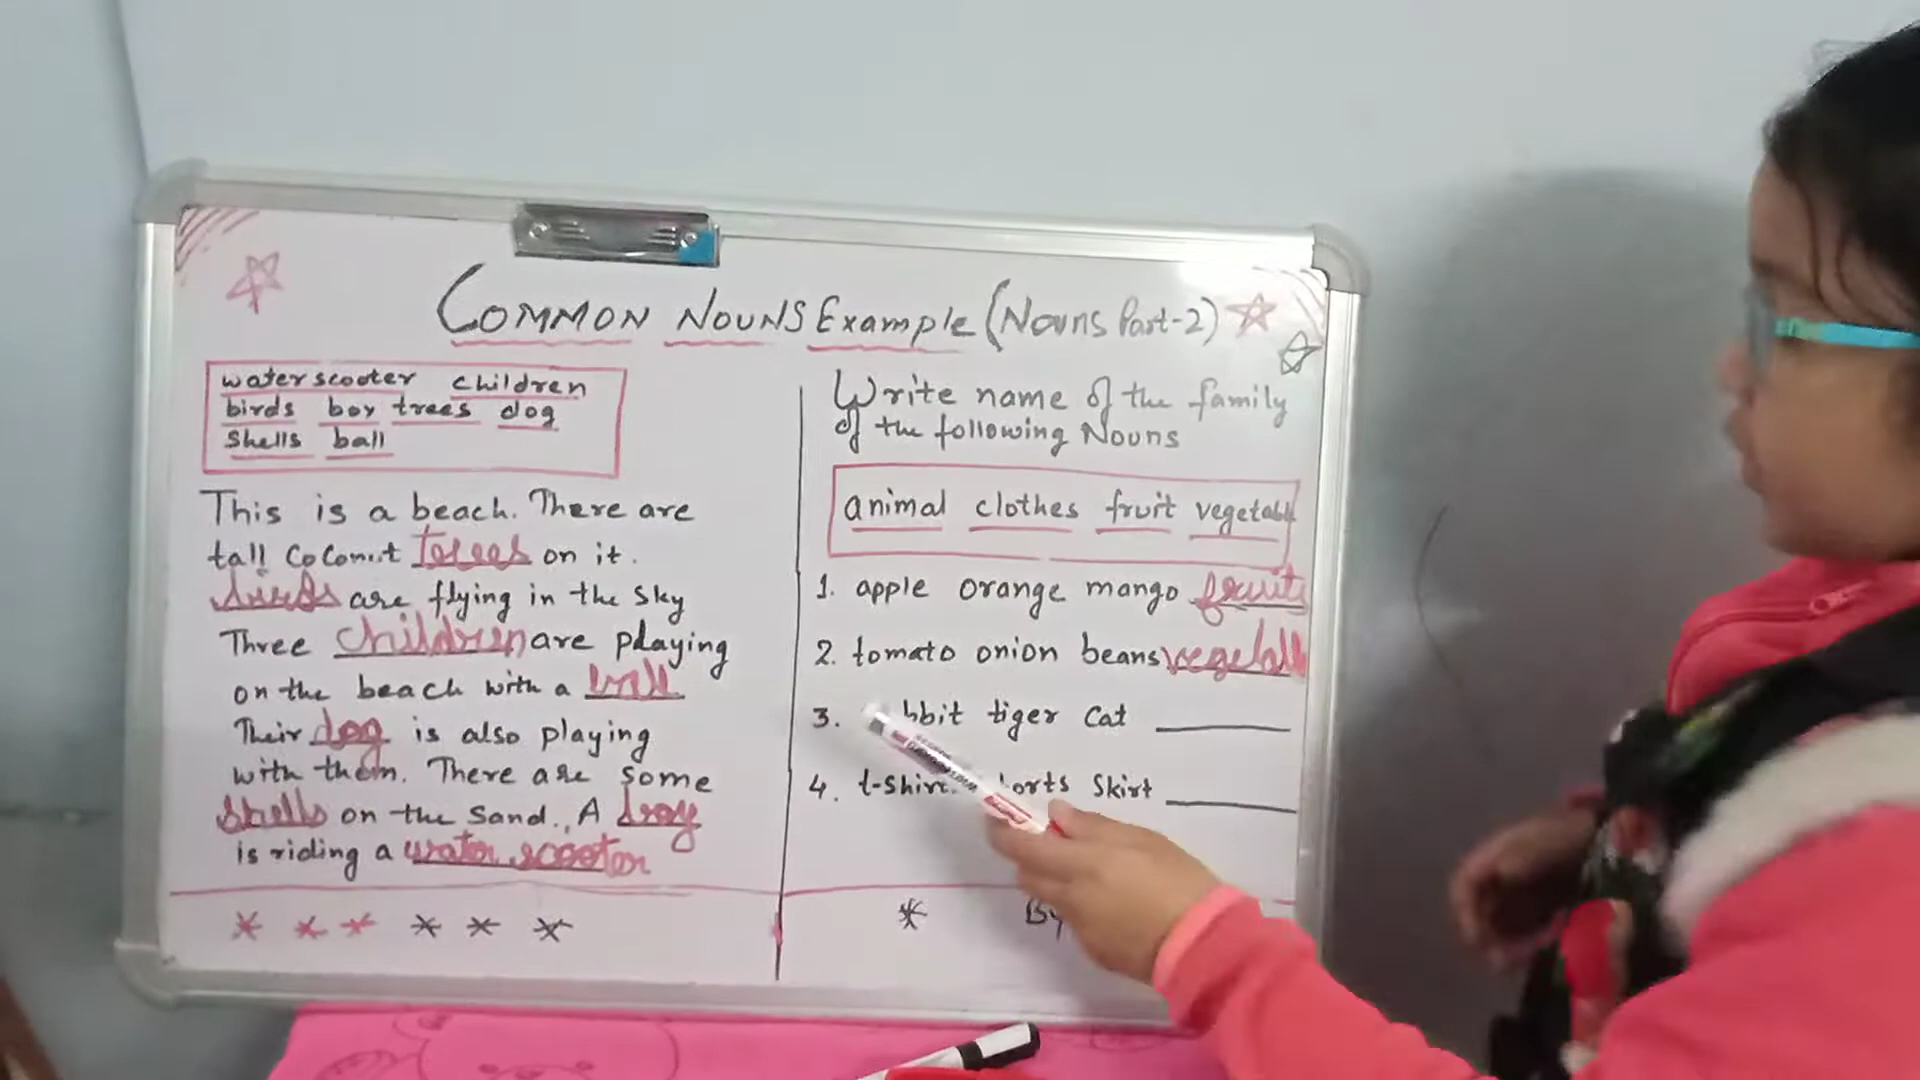 COMMON NOUNS Example (Nouns Part-2)
water scooter children
birds boy trees dog
shells ball
This is a beach. There are
tall Coconut trees on it.
birds are flying in the sky
Three children are playing
on the beach with a ball
Their dog is also playing
with them. There are some
shells on the sand. A boy
is riding a water scooter
Write name of the family
of the following Nouns
animal clothes fruit vegetable
1. apple orange mango fruits
2. tomato onion beans
3. tiger Cat
4. Skirt
By